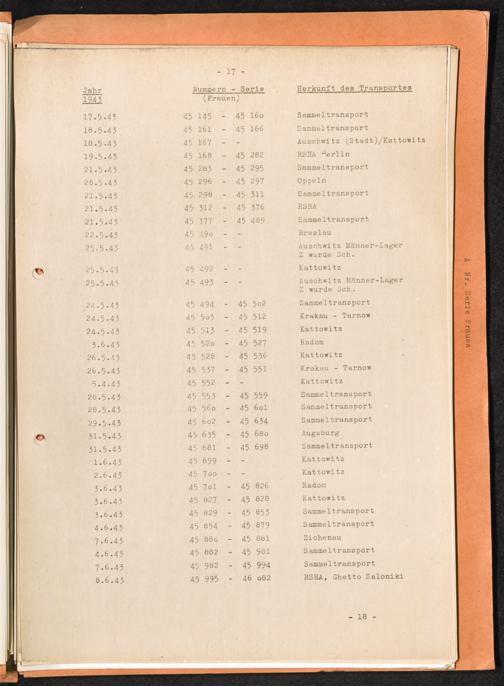 - 17 -
Jahr Nummern - Serie Herkunft des Transportes
1943 (Frauen)
17.5.43 45 145 - 45 16o Sammeltransport
18.5.43 45 161 - 45 166 Sammeltransport
18.5.43 45 167 - - Auschwitz (Stadt)/Kattowitz
19.5.43 45 168 - 45 282 RSHA Berlin
21.5.43 45 283 - 45 295 Sammeltransport
20.5.43 45 296 - 45 297 Oppeln
21.5.43 45 298 - 45 311 Sammeltransport
21.5.43 45 312 - 45 376 RSHA
21.5.43 45 377 - 45 489 Sammeltransport
22.5.43 45 49o - - Breslau
25.5.43 45 491 - - Auschwitz Männer-Lager
Z wurde Sch.
25.5.43 45 492 - - Kattowitz
25.5.43 45 493 - - Auschwitz Männer-Lager
Z wurde Sch.
24.5.43 45 494 - 45 5o2 Sammeltransport
24.5.43 45 5o3 - 45 512 Krakau - Tarnow
24.5.43 45 513 - 45 519 Kattowitz
3.6.43 45 52o - 45 527 Radom
26.5.43 45 528 - 45 536 Kattowitz
26.5.43 45 537 - 45 551 Krakau - Tarnow
5.4.43 45 552 - - Kattowitz
28.5.43 45 553 - 45 559 Sammeltransport
28.5.43 45 56o - 45 6o1 Sammeltransport
29.5.43 45 6o2 - 45 634 Sammeltransport
31.5.43 45 635 - 45 68o Augsburg
31.5.43 45 681 - 45 698 Sammeltransport
1.6.43 45 699 - - Kattowitz
2.6.43 45 7oo - - Kattowitz
3.6.43 45 7o1 - 45 826 Radom
3.6.43 45 827 - 45 828 Kattowitz
3.6.43 45 829 - 45 853 Sammeltransport
4.6.43 45 854 - 45 879 Sammeltransport
7.6.43 45 88o - 45 881 Zichenau
4.6.43 45 882 - 45 981 Sammeltransport
7.6.43 45 982 - 45 994 Sammeltransport
8.6.43 45 995 - 46 o82 RSHA, Ghetto Saloniki
- 18 -
Nr. Serie Frauen